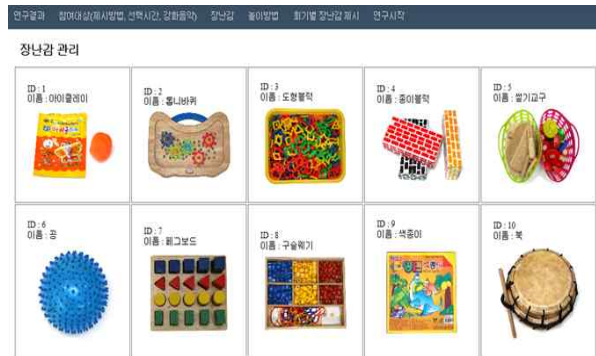 연구결과 참여대상(제시방법, 선택시간, 강화음악) 장난감 놀이방법 회기별 장난감 제시 연구시작
장난감 관리
ID : 1
이름 : 아이클레이
ID : 2
이름 : 톱니바퀴
ID : 3
이름 : 도형블럭
ID : 4
이름 : 종이블럭
ID : 5
이름 : 썰기교구
ID : 6
이름 : 공
ID : 7
이름 : 페그보드
ID : 8
이름 : 구슬꿰기
ID : 9
이름 : 색종이
ID : 10
이름 : 북